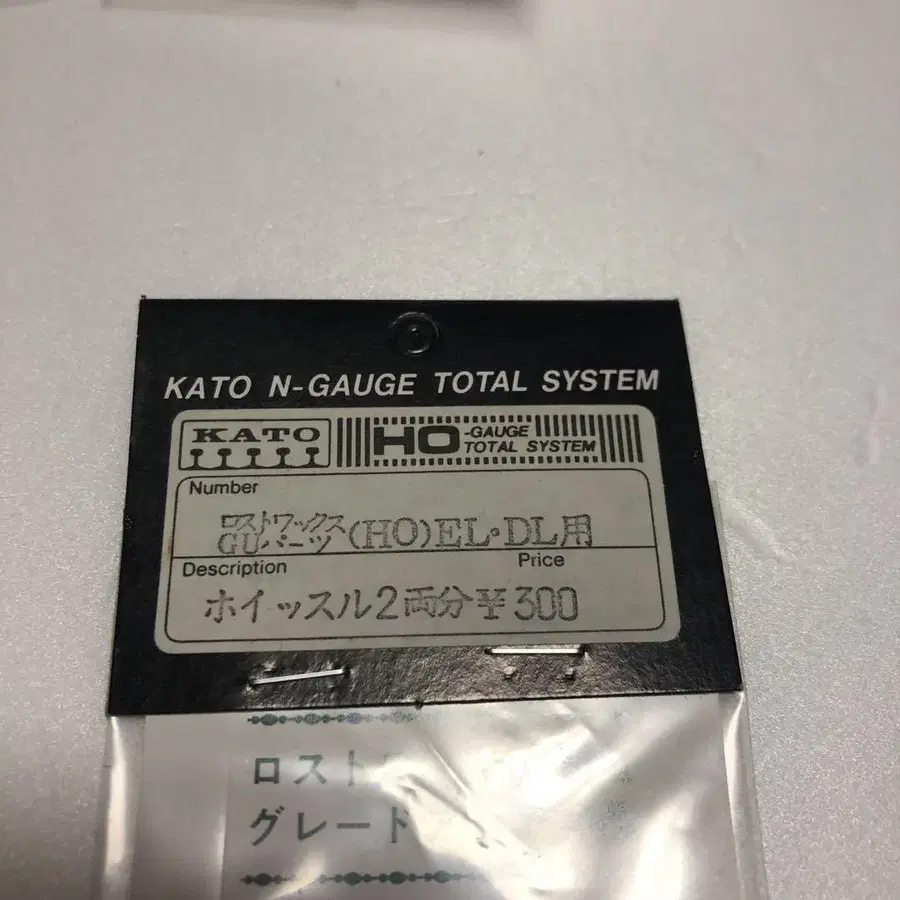 KATO N-GAUGE TOTAL SYSTEM
KATO HO-GAUGE TOTAL SYSTEM
Number
ロストワックス
GUパーツ(HO)EL・DL用
Description Price
ホイッスル2両分¥300
ロスト
グレード